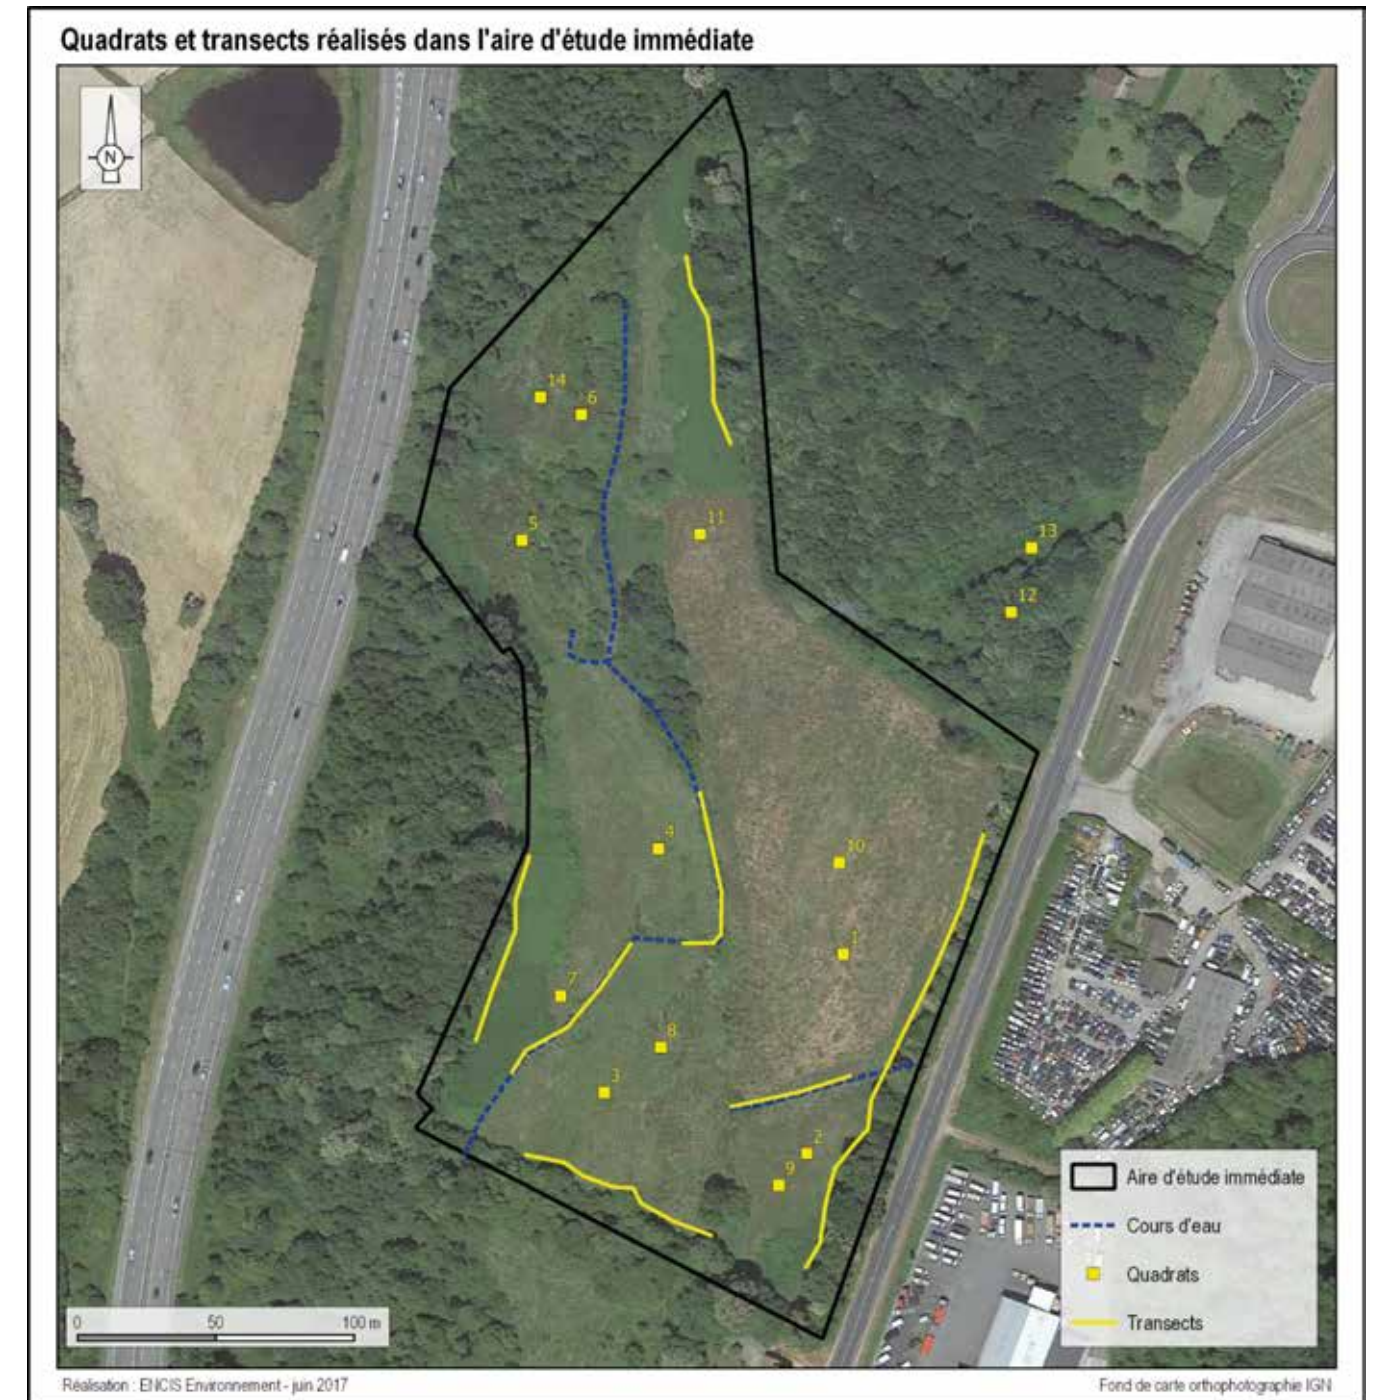 Quadrats et transects réalisés dans l'aire d'étude immédiate
N
14
6
5
11
13
12
4
10
1
7
8
3
2
9
Aire d'étude immédiate
Cours d'eau
Quadrats
Transects
0 50 100 m
Réalisation : ENCIS Environnement - juin 2017
Fond de carte orthophotographie IGN